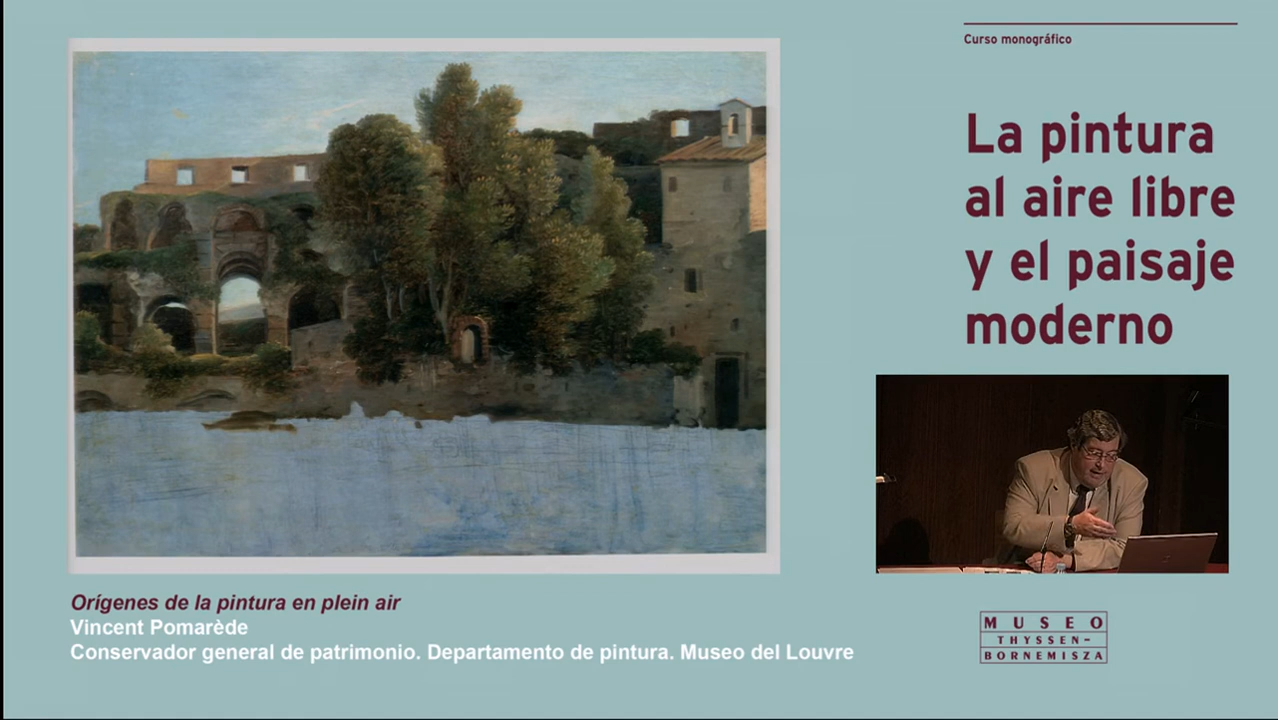 Curso monográfico
La pintura
al aire libre
y el paisaje
moderno
Orígenes de la pintura en plein air
Vincent Pomarède
Conservador general de patrimonio. Departamento de pintura. Museo del Louvre
MUSEO
THYSSEN-
BORNEMISZA